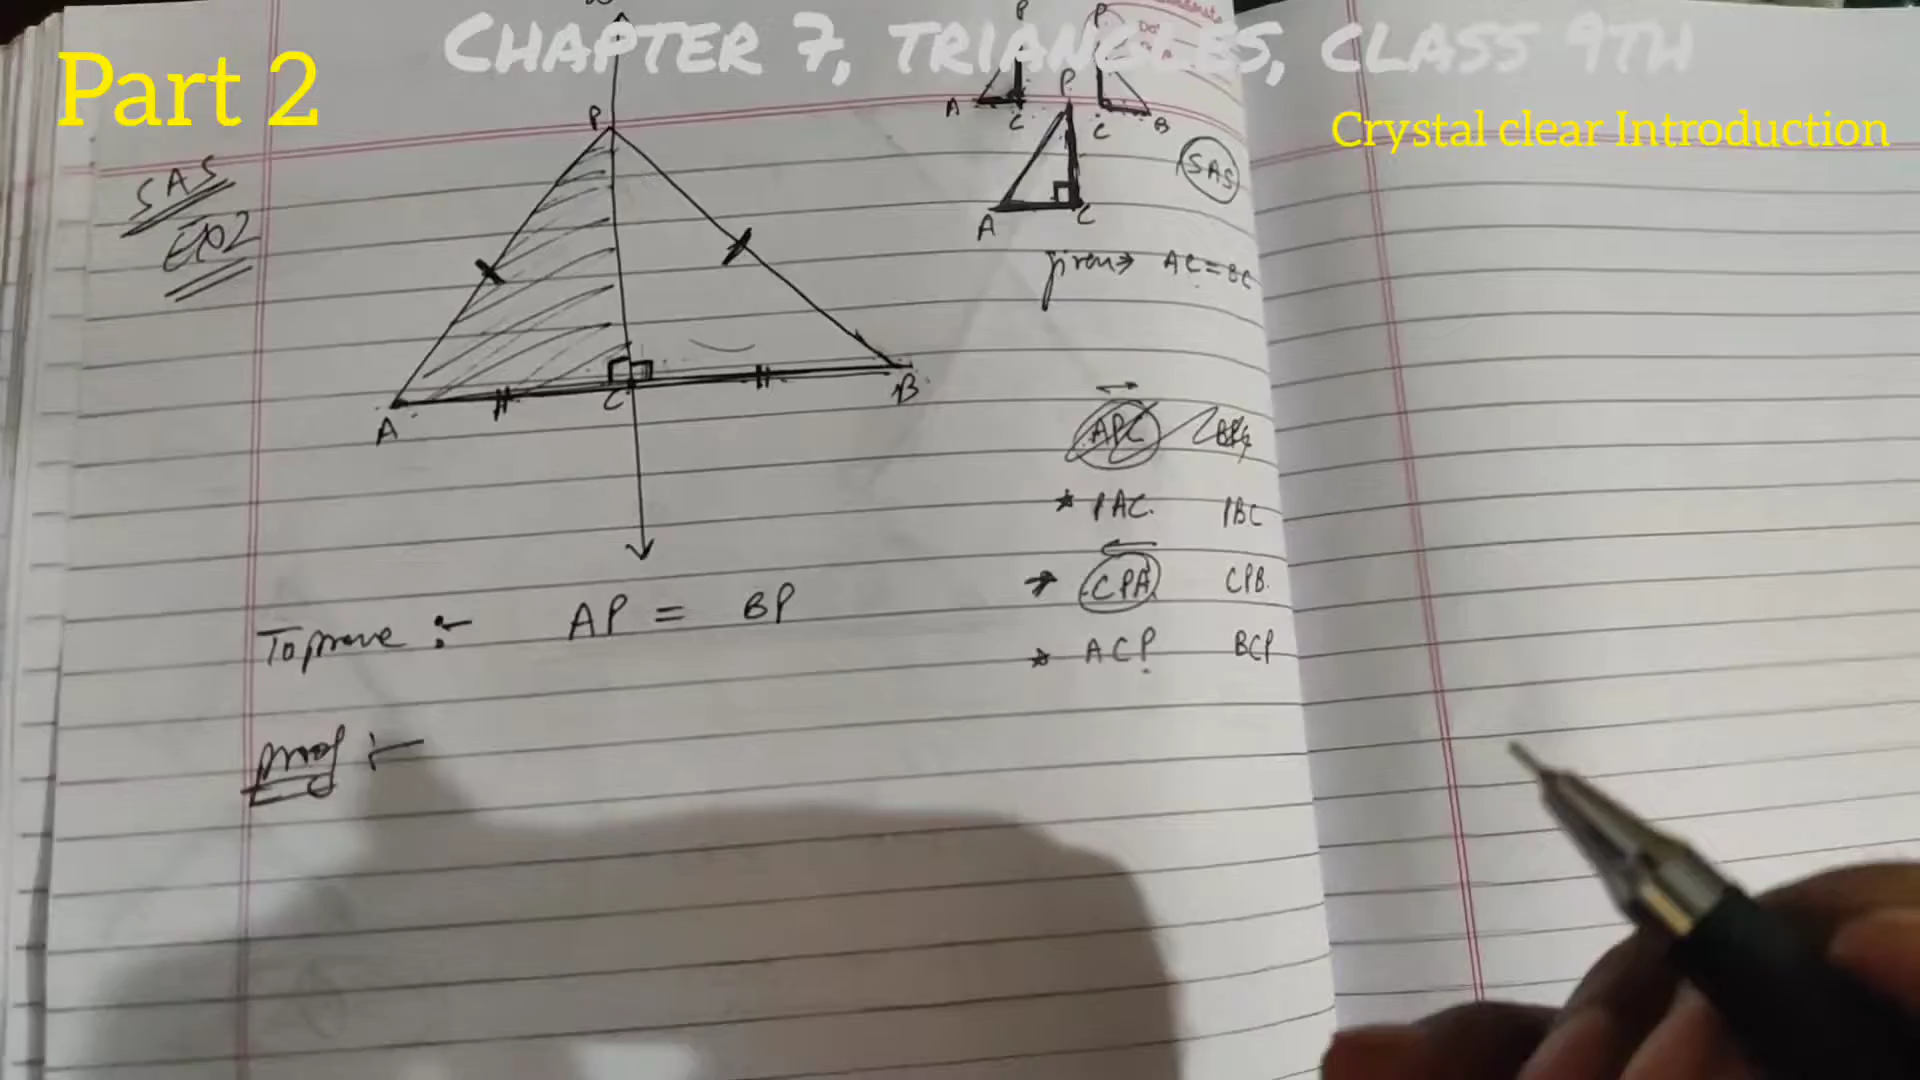 Chapter 7, triangles, class 9th
Part 2
Crystal clear Introduction
P
P
P
A
C
C
B
P
SAS
SAS
A
C
given⇒ AC = BC
A
C
B
APC
PAC. PBC
CPA CPB.
ACP BCP
To prove :- AP = BP
proof :-